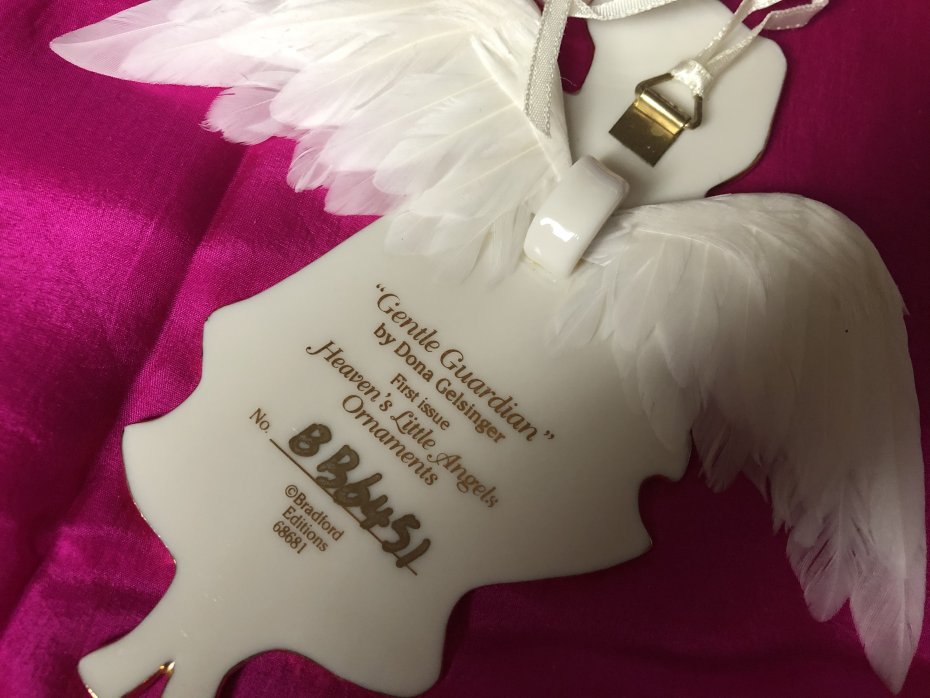 “Gentle Guardian”
by Dona Gelsinger
First issue
Heaven's Little Angels
Ornaments
No. BB6451
©Bradford
Editions
68681